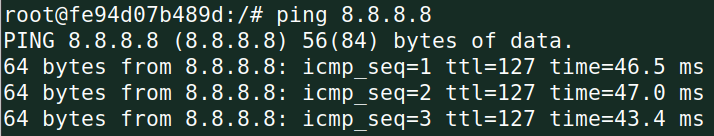 root@fe94d07b489d:/# ping 8.8.8.8
PING 8.8.8.8 (8.8.8.8) 56(84) bytes of data.
64 bytes from 8.8.8.8: icmp_seq=1 ttl=127 time=46.5 ms
64 bytes from 8.8.8.8: icmp_seq=2 ttl=127 time=47.0 ms
64 bytes from 8.8.8.8: icmp_seq=3 ttl=127 time=43.4 ms